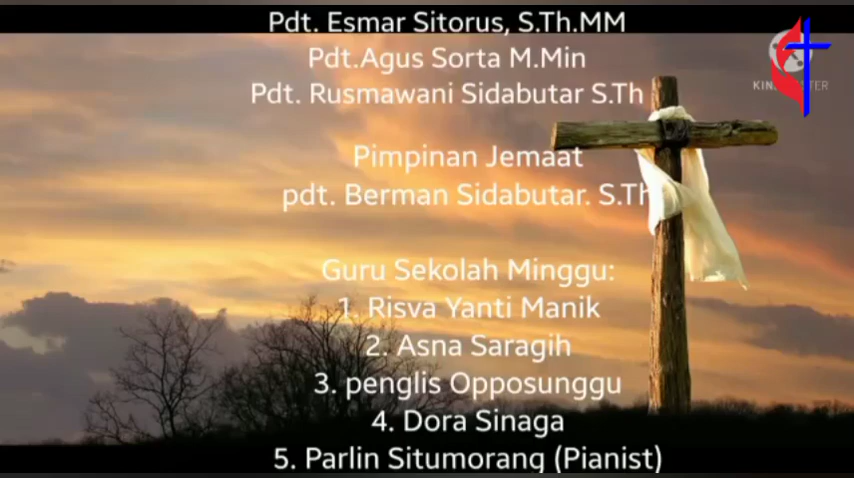 Pdt. Esmar Sitorus, S.Th.MM
Pdt.Agus Sorta M.Min
Pdt. Rusmawani Sidabutar S.Th
Pimpinan Jemaat
pdt. Berman Sidabutar. S.Th
Guru Sekolah Minggu:
1. Risva Yanti Manik
2. Asna Saragih
3. penglis Opposunggu
4. Dora Sinaga
5. Parlin Situmorang (Pianist)